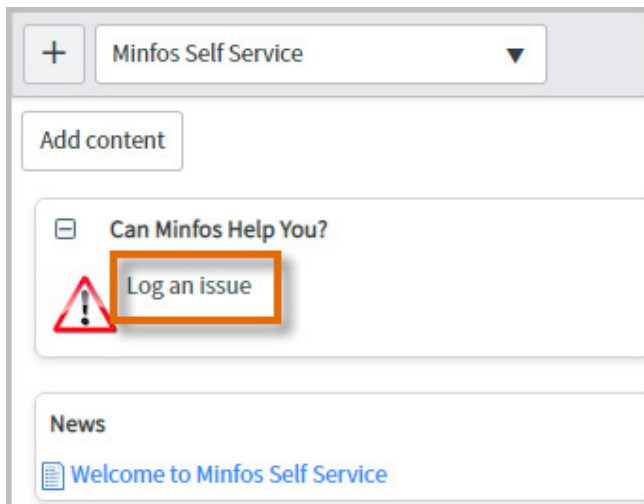 + Minfos Self Service ▼
Add content
Can Minfos Help You?
Log an issue
News
Welcome to Minfos Self Service